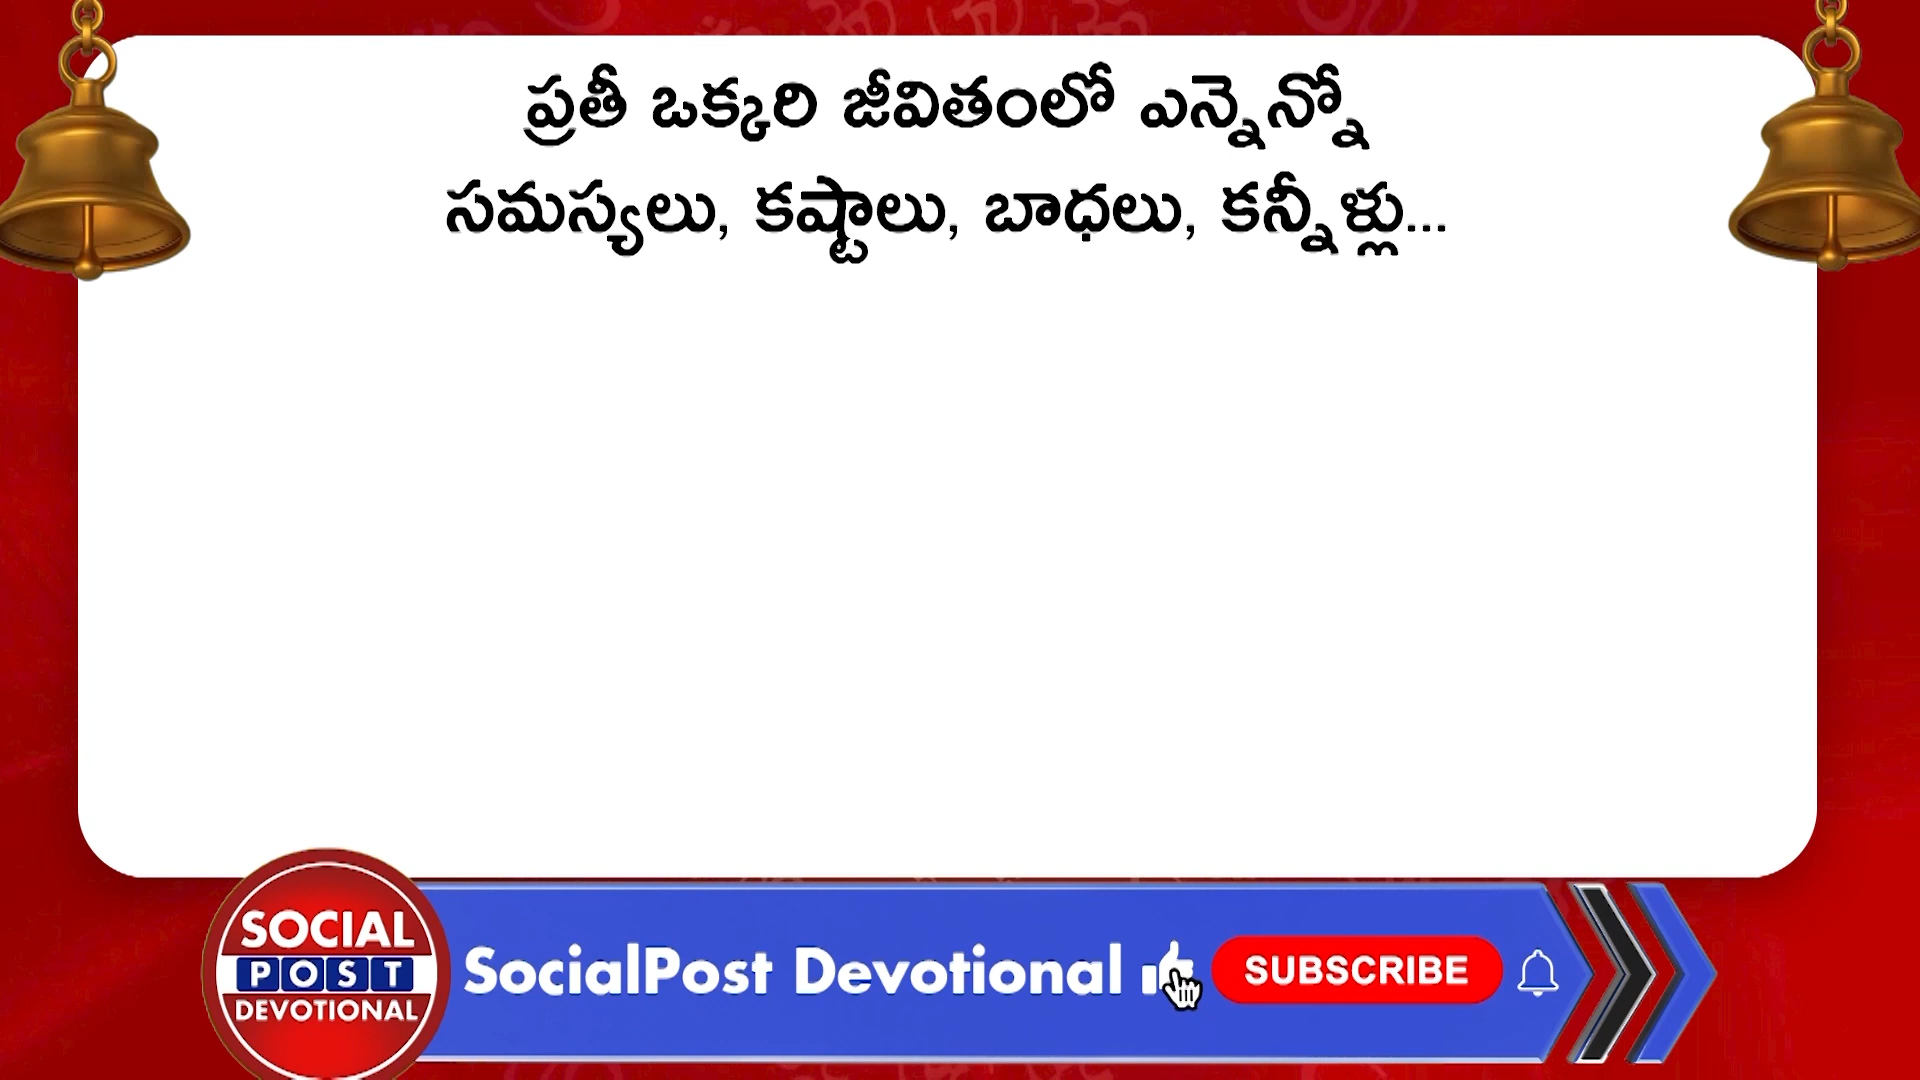 ప్రతీ ఒక్కరి జీవితంలో ఎన్నెన్నో
సమస్యలు, కష్టాలు, బాధలు, కన్నీళ్లు...
SOCIAL
POST
DEVOTIONAL
SocialPost Devotional
SUBSCRIBE